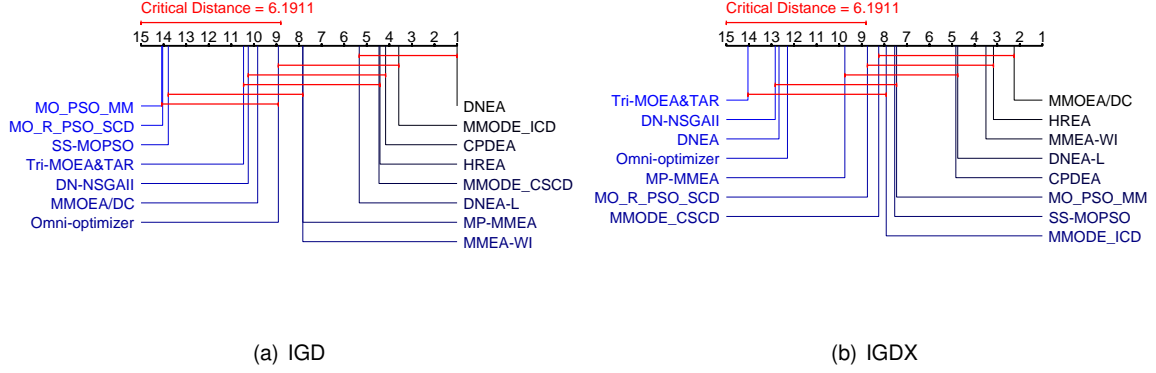 Critical Distance = 6.1911
15 14 13 12 11 10 9 8 7 6 5 4 3 2 1
MO_PSO_MM
MO_R_PSO_SCD
SS-MOPSO
Tri-MOEA&TAR
DN-NSGAII
MMOEA/DC
Omni-optimizer
DNEA
MMODE_ICD
CPDEA
HREA
MMODE_CSCD
DNEA-L
MP-MMEA
MMEA-WI
(a) IGD
Critical Distance = 6.1911
15 14 13 12 11 10 9 8 7 6 5 4 3 2 1
Tri-MOEA&TAR
DN-NSGAII
DNEA
Omni-optimizer
MP-MMEA
MO_R_PSO_SCD
MMODE_CSCD
MMOEA/DC
HREA
MMEA-WI
DNEA-L
CPDEA
MO_PSO_MM
SS-MOPSO
MMODE_ICD
(b) IGDX